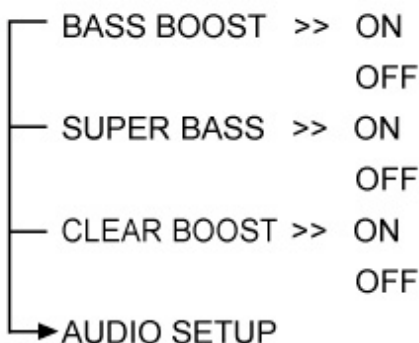 BASS BOOST >> ON
OFF
SUPER BASS >> ON
OFF
CLEAR BOOST >> ON
OFF
AUDIO SETUP